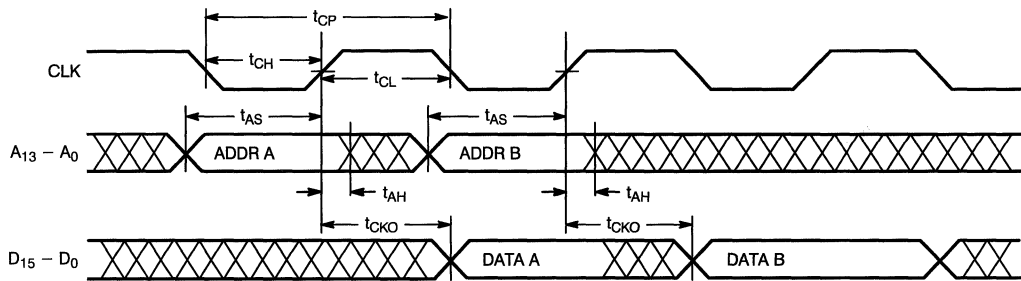 tCP
CLK
tCH
tCL
tAS
tAS
A13 – A0
ADDR A
ADDR B
tAH
tAH
tCKO
tCKO
D15 – D0
DATA A
DATA B